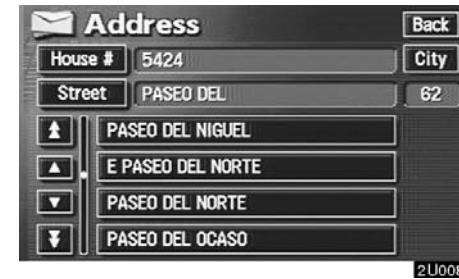 Address Back
House # 5424 City
Street PASEO DEL 62
PASEO DEL NIGUEL
E PASEO DEL NORTE
PASEO DEL NORTE
PASEO DEL OCASO
2U008